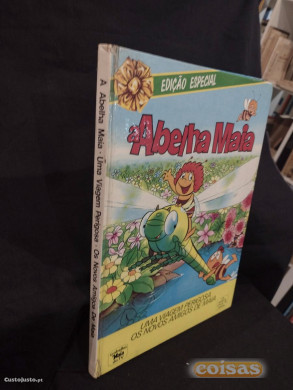 EDIÇÃO ESPECIAL
a Abelha Maia
UMA VIAGEM PERIGOSA
OS NOVOS AMIGOS DE MAIA
A Abelha Maia - Uma Viagem Perigosa - Os Novos Amigos De Maia
CustoJusto.pt
coisas